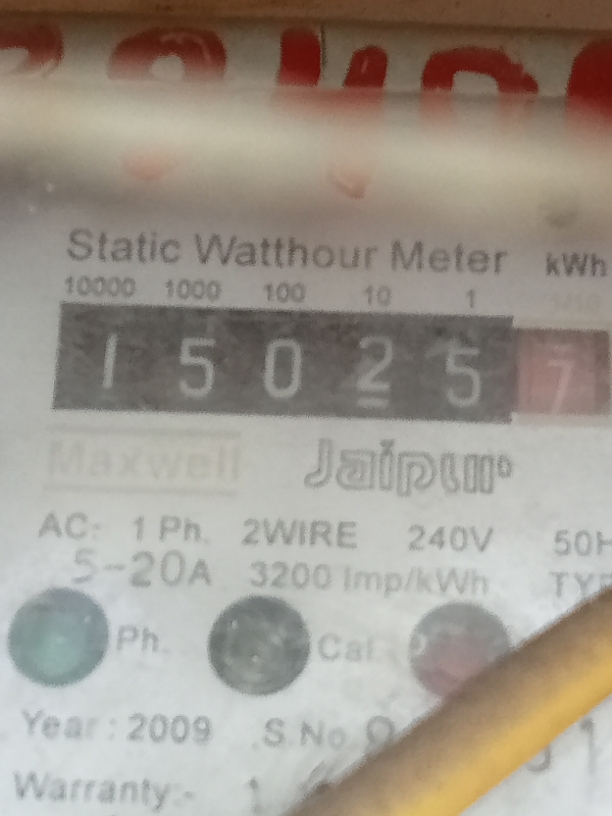 Static Watthour Meter kWh
10000 1000 100 10 1
1 5 0 2 5 7
Maxwell Jaipur
AC:- 1 Ph. 2WIRE 240V
5-20A 3200 Imp/kWh
Ph. Cal
Year : 2009 S.No
Warranty:-